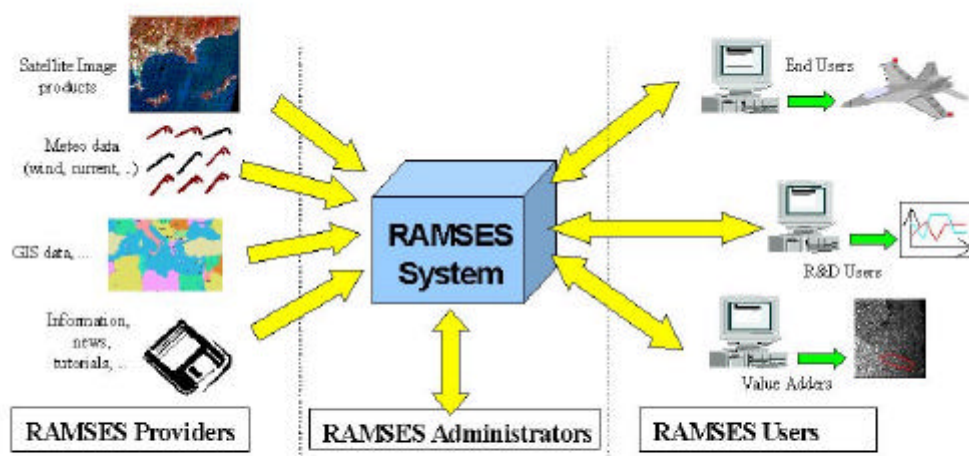 Satellite Image
products
Meteo data
(wind, current, ..)
GIS data, ...
Information,
news,
tutorials, ..
RAMSES Providers
RAMSES
System
RAMSES Administrators
End Users
R&D Users
Value Adders
RAMSES Users